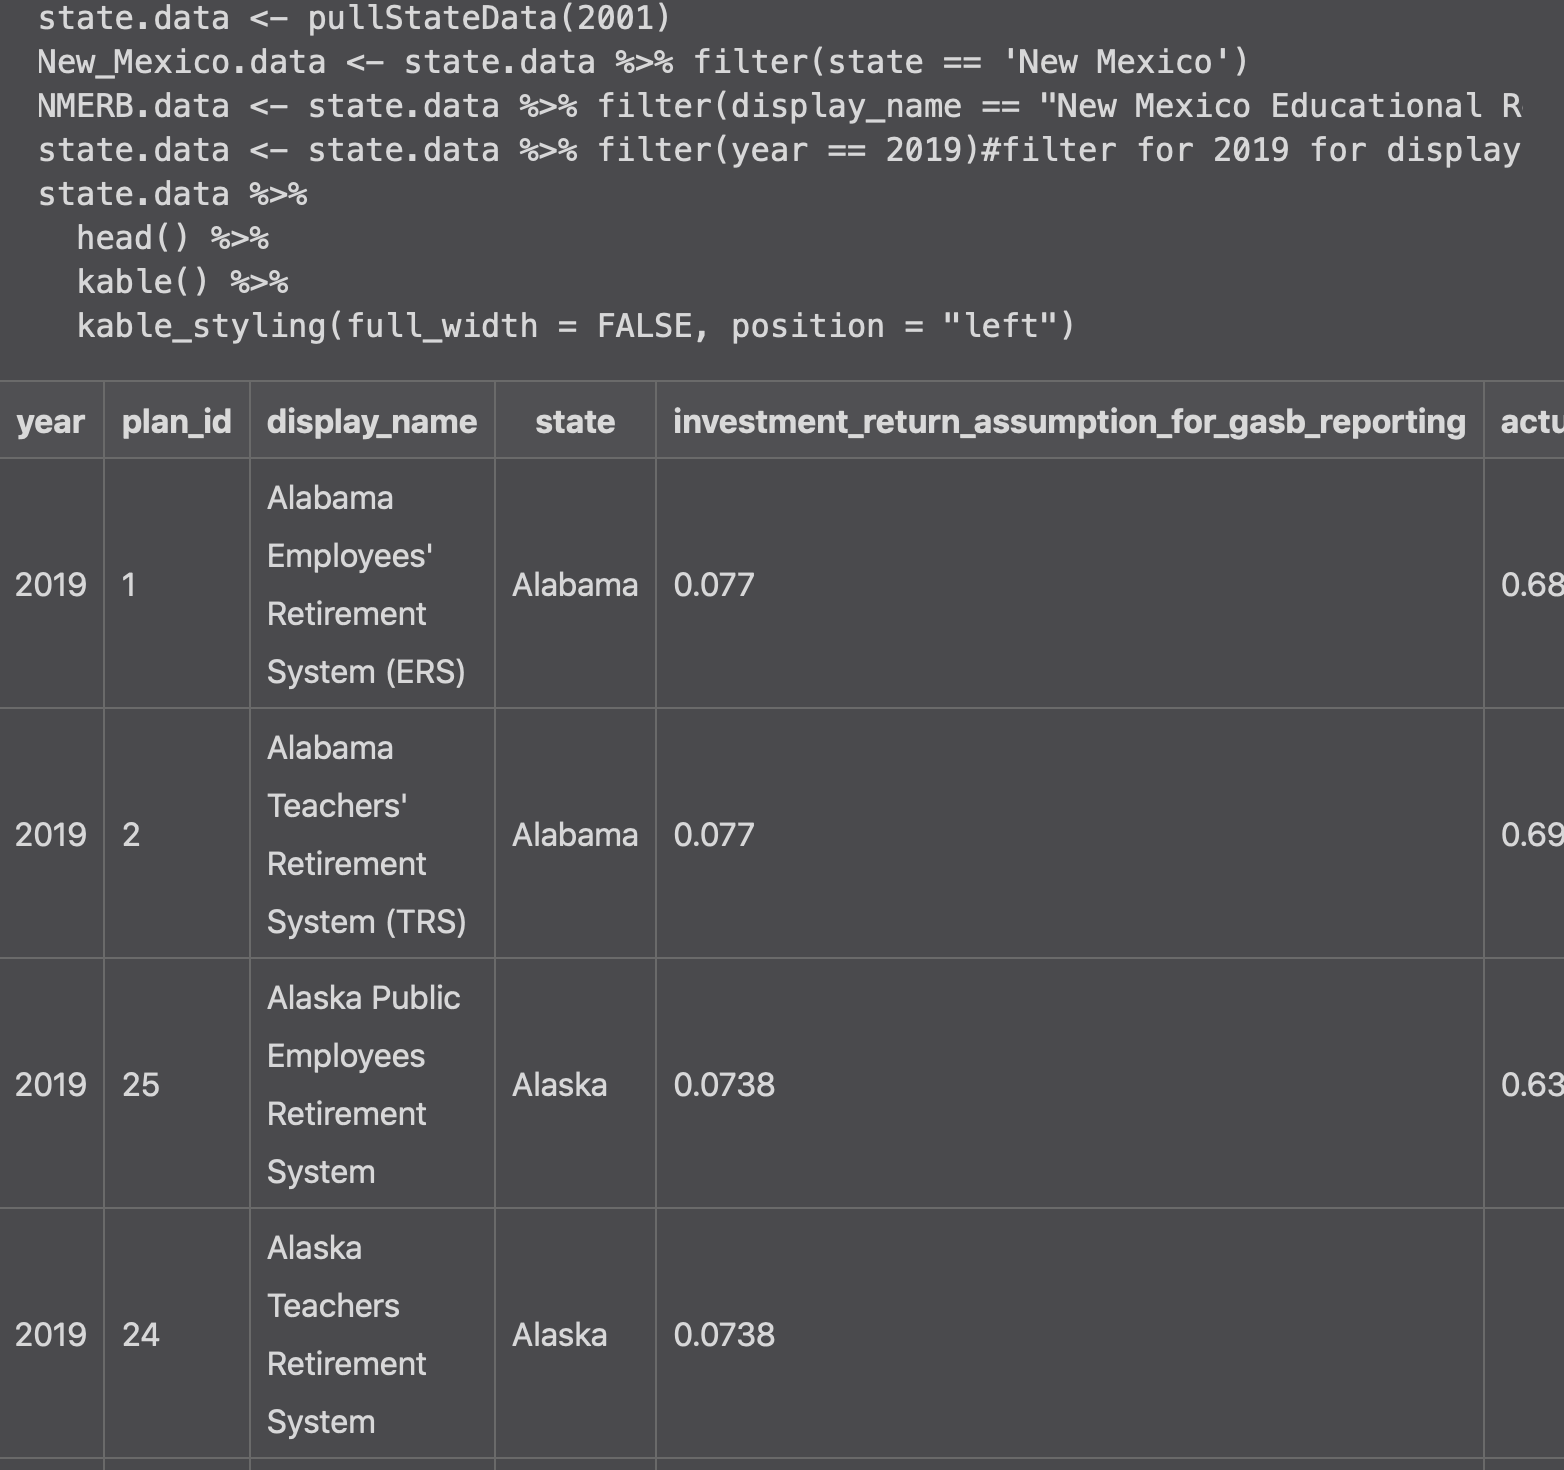 state.data <- pullStateData(2001)
New_Mexico.data <- state.data %>% filter(state == 'New Mexico')
NMERB.data <- state.data %>% filter(display_name == "New Mexico Educational R
state.data <- state.data %>% filter(year == 2019)#filter for 2019 for display
state.data %>%
  head() %>%
  kable() %>%
  kable_styling(full_width = FALSE, position = "left")
year plan_id display_name state investment_return_assumption_for_gasb_reporting actu
2019 1 Alabama Employees' Retirement System (ERS) Alabama 0.077 0.68
2019 2 Alabama Teachers' Retirement System (TRS) Alabama 0.077 0.69
2019 25 Alaska Public Employees Retirement System Alaska 0.0738 0.63
2019 24 Alaska Teachers Retirement System Alaska 0.0738